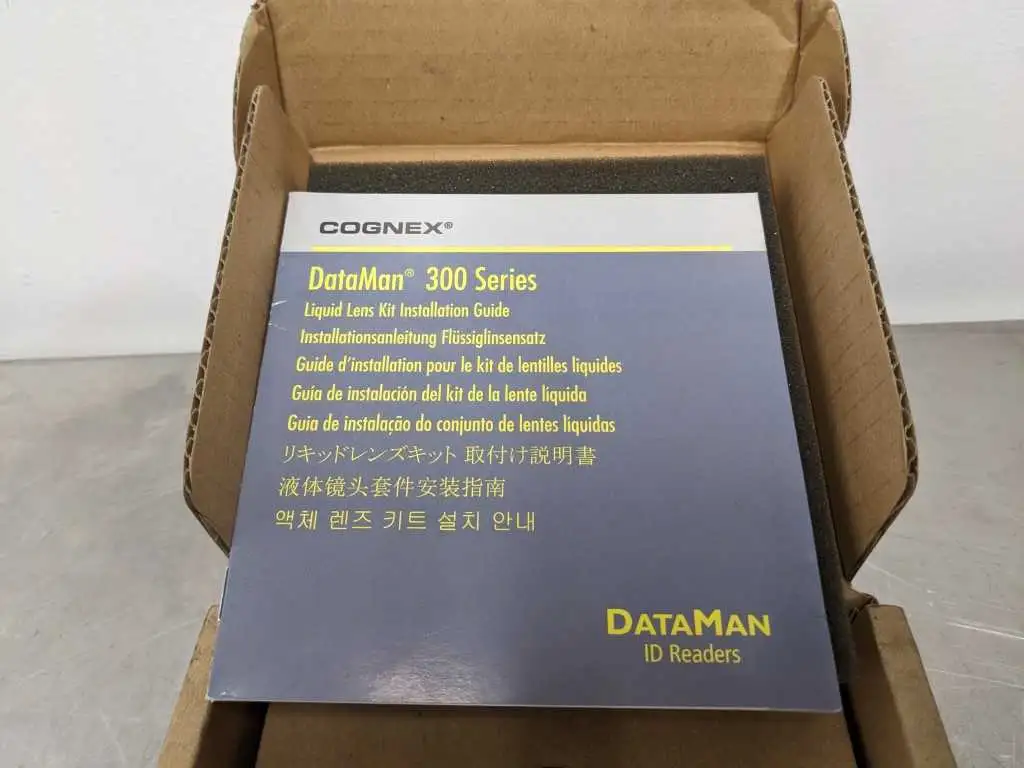 COGNEX®
DataMan® 300 Series
Liquid Lens Kit Installation Guide
Installationsanleitung Flüssiglinsensatz
Guide d'installation pour le kit de lentilles liquides
Guía de instalación del kit de la lente líquida
Guia de instalação do conjunto de lentes líquidas
リキッドレンズキット 取付け説明書
液体镜头套件安装指南
액체 렌즈 키트 설치 안내
DATAMAN
ID Readers